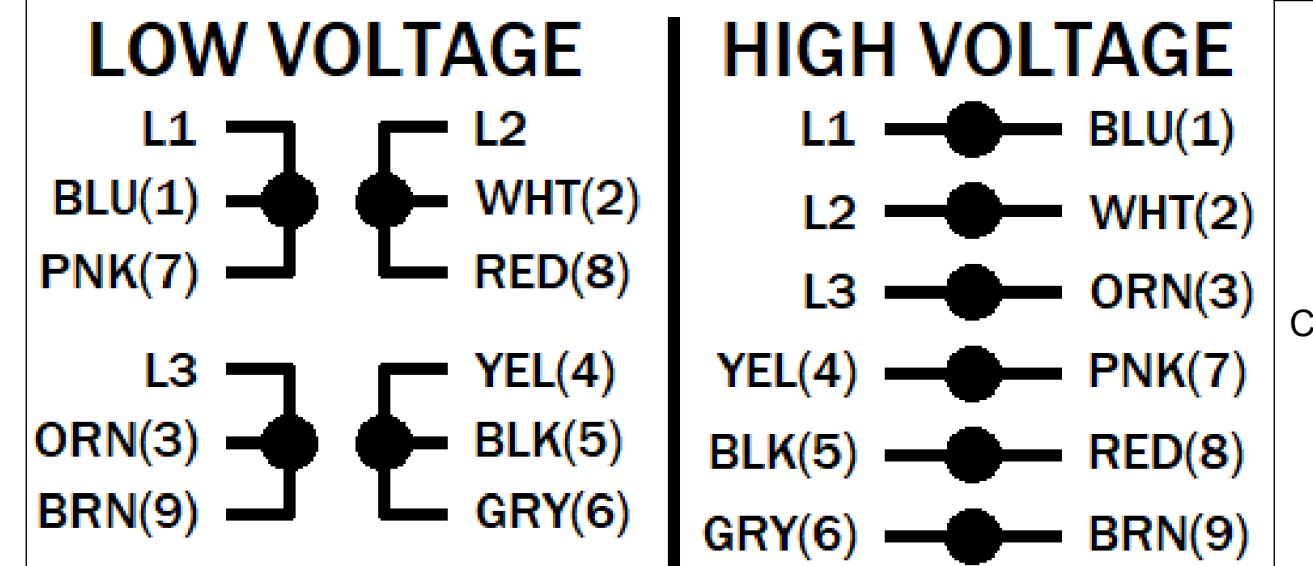 LOW VOLTAGE
L1 L2
BLU(1) WHT(2)
PNK(7) RED(8)
L3 YEL(4)
ORN(3) BLK(5)
BRN(9) GRY(6)
HIGH VOLTAGE
L1 BLU(1)
L2 WHT(2)
L3 ORN(3)
YEL(4) PNK(7)
BLK(5) RED(8)
GRY(6) BRN(9)